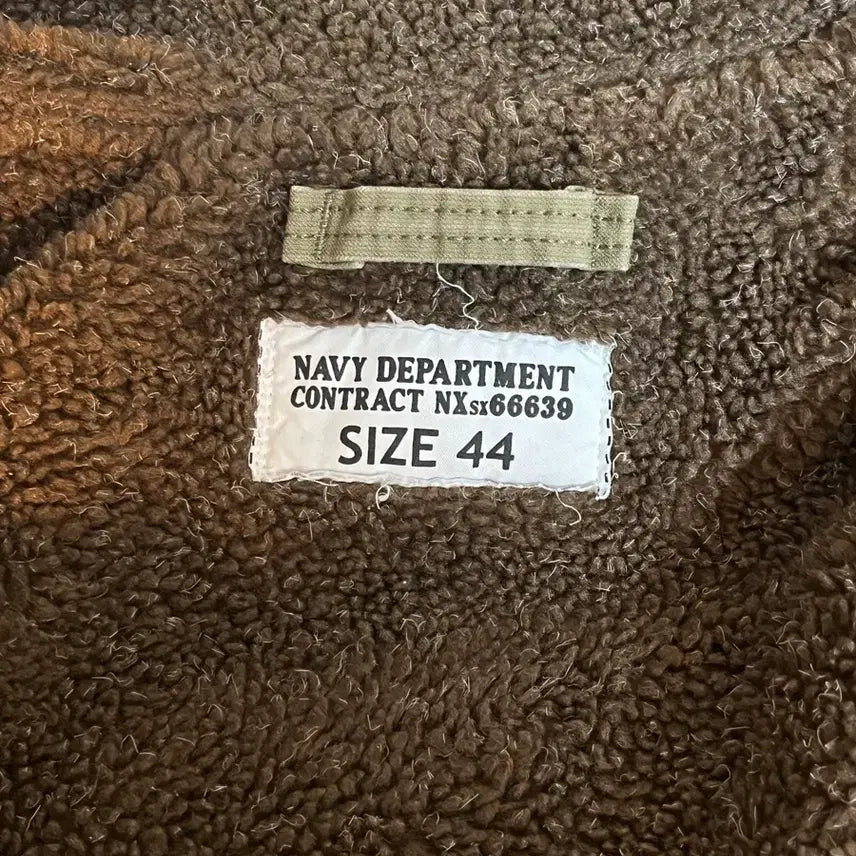 NAVY DEPARTMENT
CONTRACT NXsx66639
SIZE 44